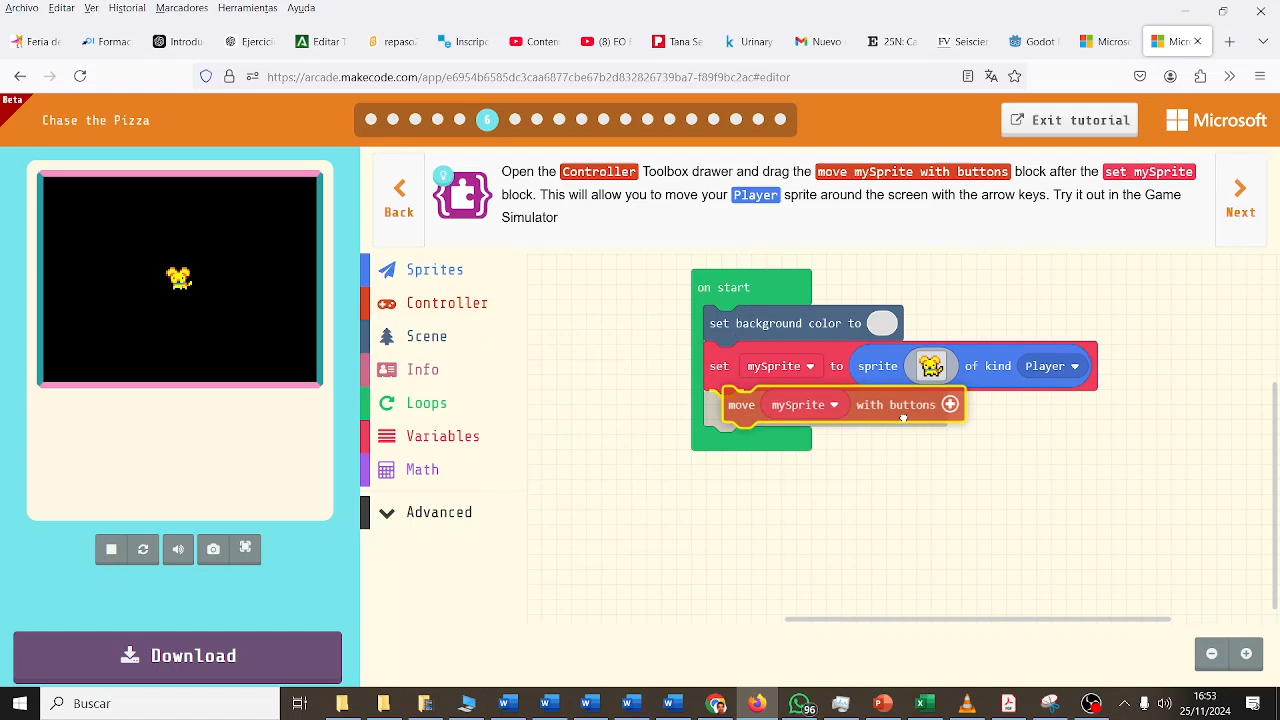 Archivo Editar Ver Historial Marcadores Herramientas Ayuda
Feria de
¡Formac
Introdu
Ejercici
Editar T
repaso
Inscripc
Content
(8) EO F
Tana Se
Urinary
Nuevo
25N: Ca
Seiscier
Godot
Micros
Micr
https://arcade.makecode.com/app/e6954b6585dc3caa6677cbe67b2d832826739ba7-f89f9bc2ac#editor
Beta
Chase the Pizza
6
Exit tutorial
Microsoft
Back
Open the Controller Toolbox drawer and drag the move mySprite with buttons block after the set mySprite
block. This will allow you to move your Player sprite around the screen with the arrow keys. Try it out in the Game
Simulator
Next
Sprites
Controller
Scene
Info
Loops
Variables
Math
Advanced
on start
set background color to
set mySprite to sprite of kind Player
move mySprite with buttons
Download
Buscar
96
16:53
25/11/2024